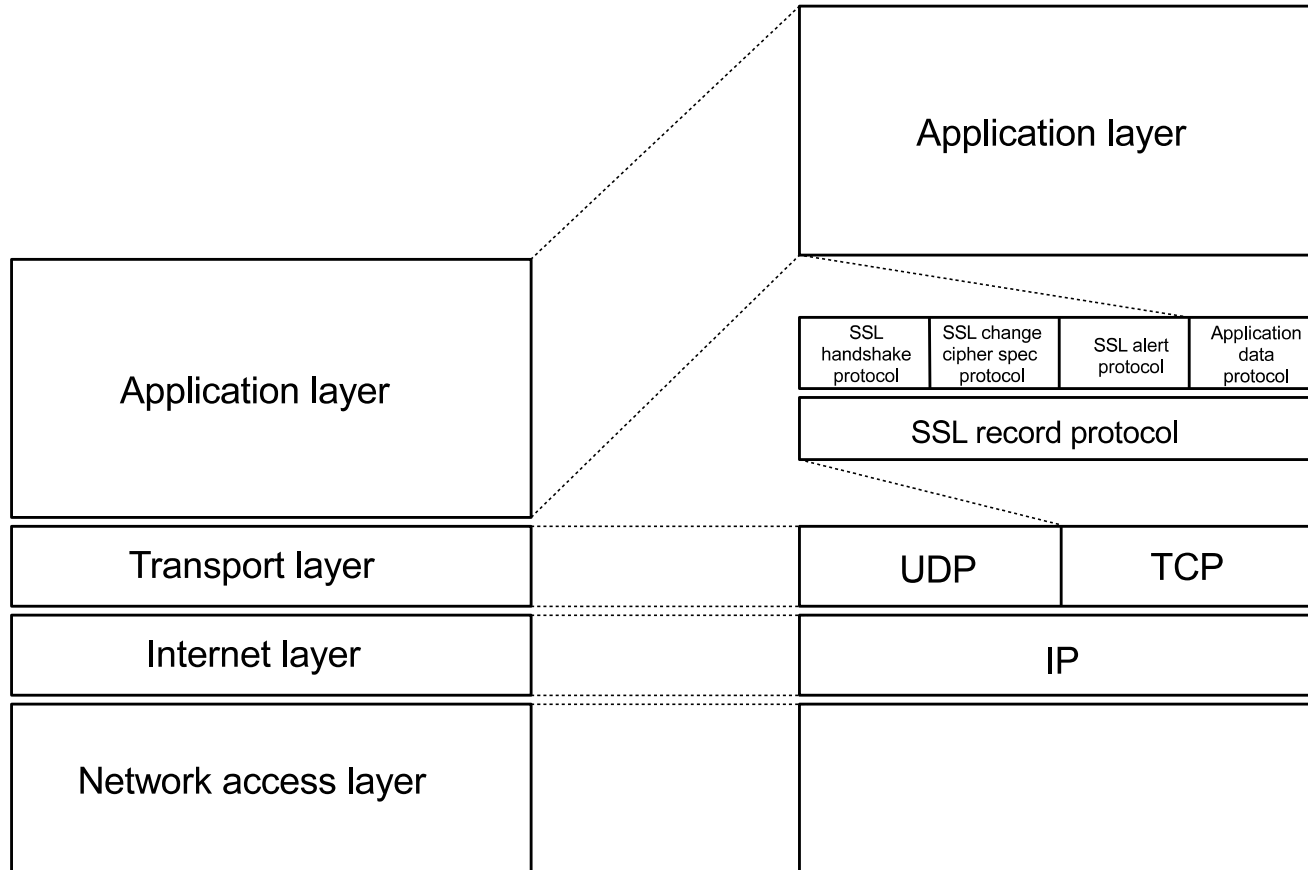 Application layer
Transport layer
Internet layer
Network access layer
Application layer
SSL
handshake
protocol
SSL change
cipher spec
protocol
SSL alert
protocol
Application
data
protocol
SSL record protocol
UDP
TCP
IP